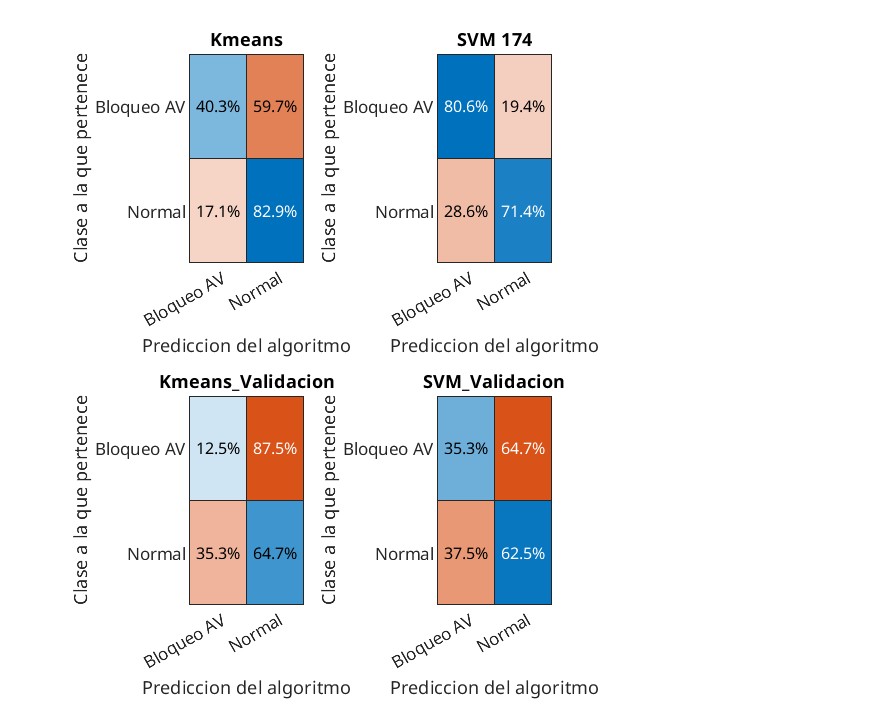 Kmeans
Clase a la que pertenece
Bloqueo AV 40.3% 59.7%
Normal 17.1% 82.9%
Bloqueo AV Normal
Prediccion del algoritmo
SVM 174
Clase a la que pertenece
Bloqueo AV 80.6% 19.4%
Normal 28.6% 71.4%
Bloqueo AV Normal
Prediccion del algoritmo
Kmeans_Validacion
Clase a la que pertenece
Bloqueo AV 12.5% 87.5%
Normal 35.3% 64.7%
Bloqueo AV Normal
Prediccion del algoritmo
SVM_Validacion
Clase a la que pertenece
Bloqueo AV 35.3% 64.7%
Normal 37.5% 62.5%
Bloqueo AV Normal
Prediccion del algoritmo